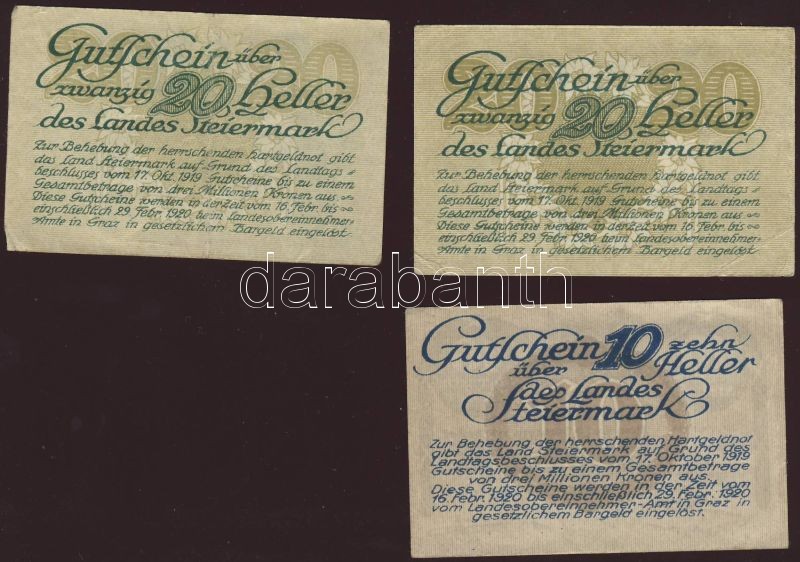 Gutschein über
zwanzig 20 Heller
des Landes Steiermark
Zur Behebung der herrschenden Hartgeldnot gibt
das Land Steiermark auf Grund des Landtags=
beschlusses vom 17. Okt. 1919 Gutscheine bis zu einem
Gesamtbetrage von drei Millionen Kronen aus.
Diese Gutscheine werden in der Zeit vom 16. Febr. bis
einschließlich 29. Febr. 1920 beim Landesobereinnehmer=
Amte in Graz in gesetzlichem Bargeld eingelöst.
Gutschein über
zwanzig 20 Heller
des Landes Steiermark
Zur Behebung der herrschenden Hartgeldnot gibt
das Land Steiermark auf Grund des Landtags=
beschlusses vom 17. Okt. 1919 Gutscheine bis zu einem
Gesamtbetrage von drei Millionen Kronen aus.
Diese Gutscheine werden in der Zeit vom 16. Febr. bis
einschließlich 29. Febr. 1920 beim Landesobereinnehmer=
Amte in Graz in gesetzlichem Bargeld eingelöst.
darabanth
Gutschein 10 zehn
über Heller
des Landes
Steiermark
Zur Behebung der herrschenden Hartgeldnot
gibt das Land Steiermark auf Grund des
Landtagsbeschlusses vom 17. Oktober 1919
Gutscheine bis zu einem Gesamtbetrage
von drei Millionen Kronen aus.
Diese Gutscheine werden in der Zeit vom
16. Febr. 1920 bis einschließlich 29. Febr. 1920
vom Landesobereinnehmer-Amt in Graz in
gesetzlichem Bargeld eingelöst.